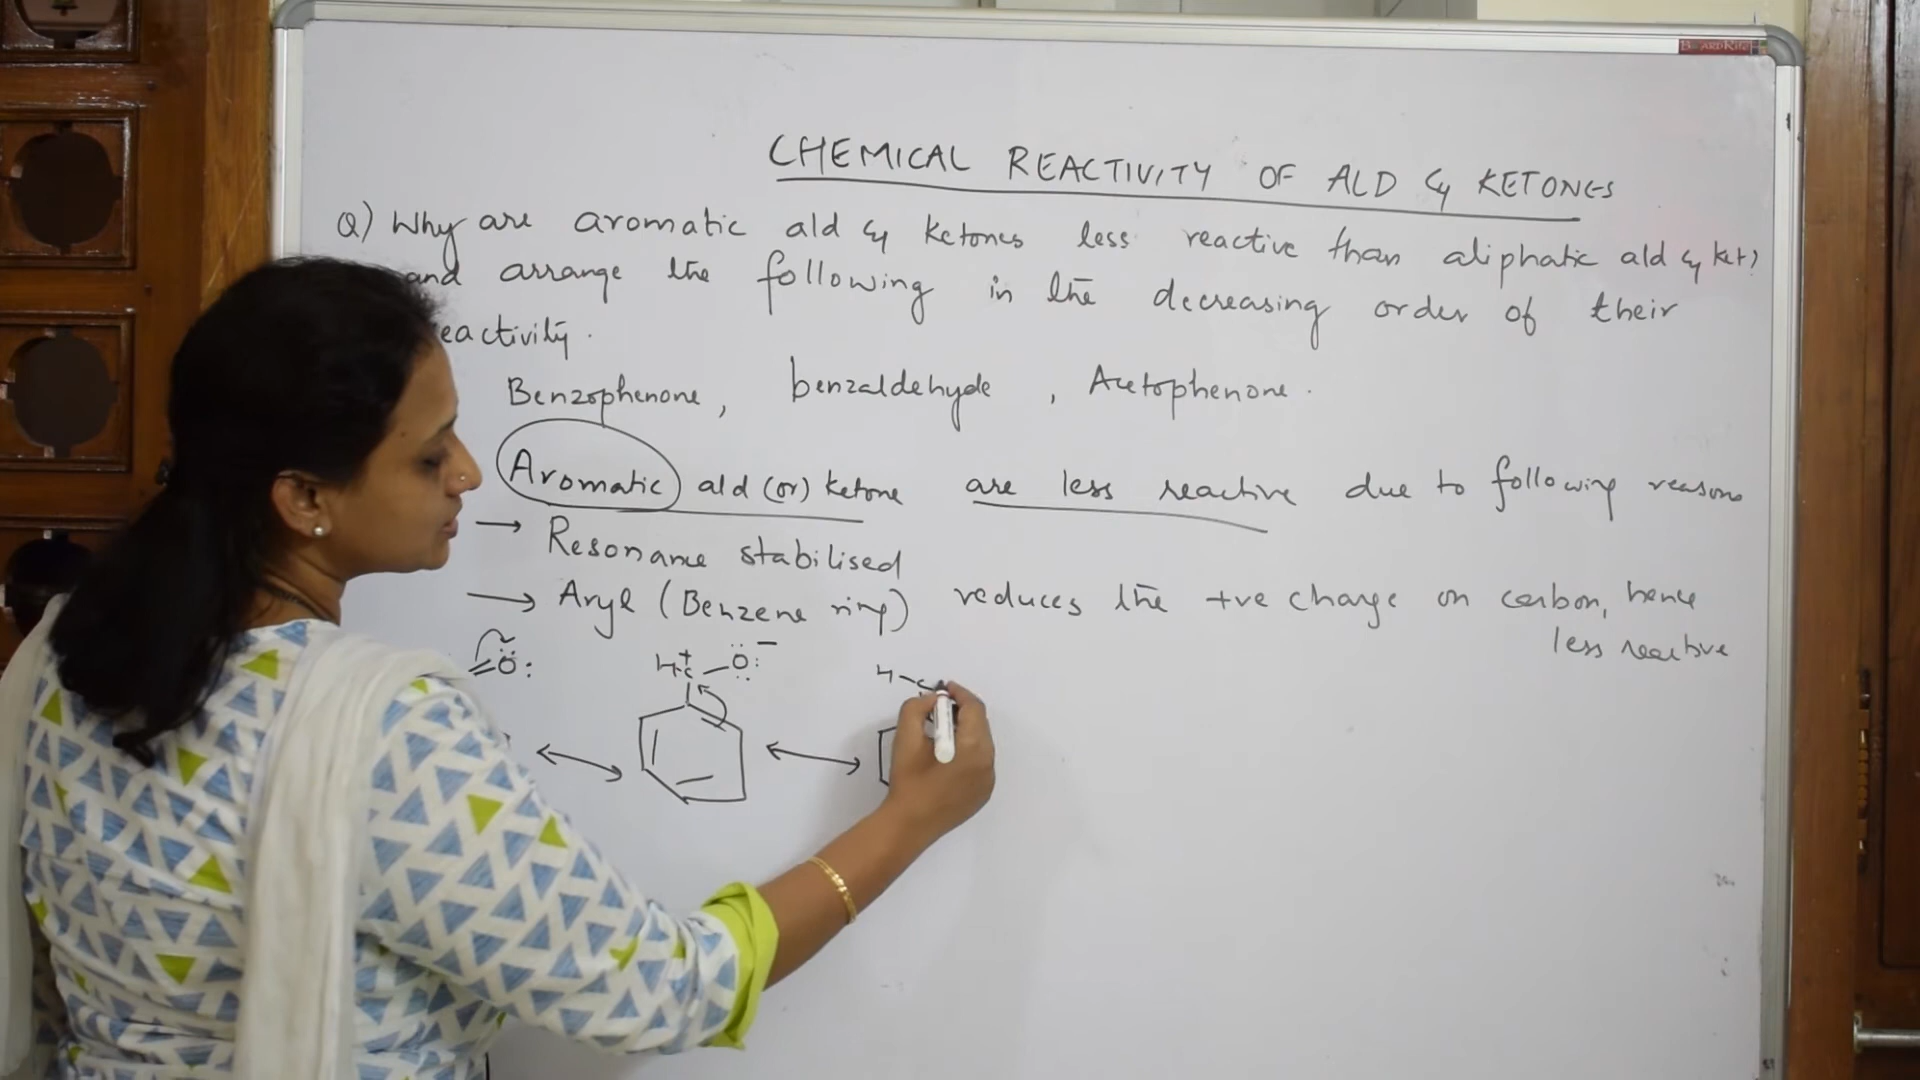 CHEMICAL REACTIVITY OF ALD & KETONES
Q) Why are aromatic ald & ketones less reactive than aliphatic ald & ket?
and arrange the following in the decreasing order of their
eactivity.
Benzophenone, benzaldehyde, Acetophenone.
Aromatic ald (or) ketone are less reactive due to following reasons
→ Resonance stabilised
→ Aryl (Benzene ring) reduces the +ve charge on carbon, hence
less reactive
=Ö: H-C+-Ö:⁻ H-C